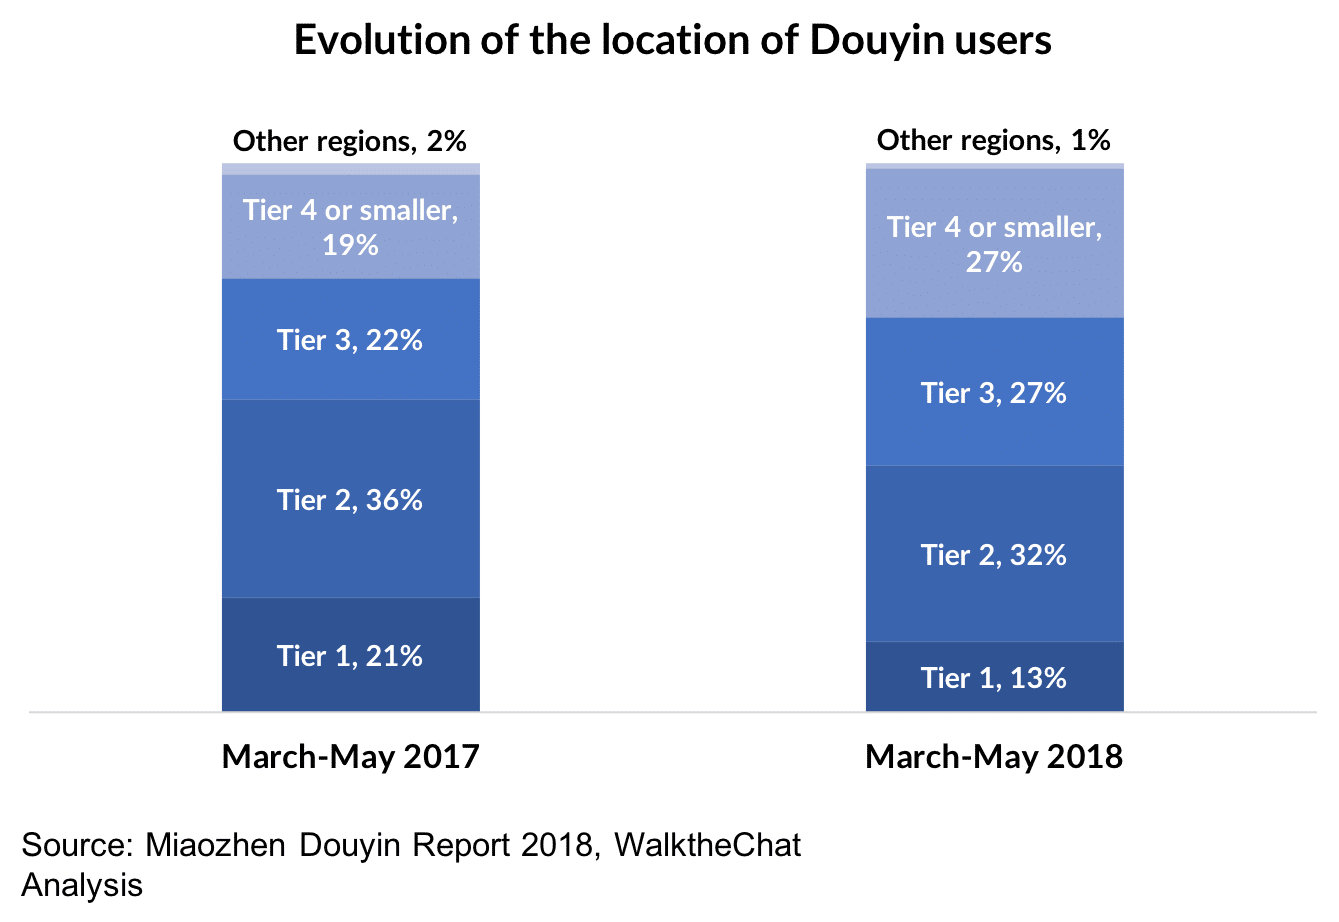 Evolution of the location of Douyin users
Other regions, 2%
Tier 4 or smaller,
19%
Tier 3, 22%
Tier 2, 36%
Tier 1, 21%
March-May 2017
Other regions, 1%
Tier 4 or smaller,
27%
Tier 3, 27%
Tier 2, 32%
Tier 1, 13%
March-May 2018
Source: Miaozhen Douyin Report 2018, WalktheChat
Analysis